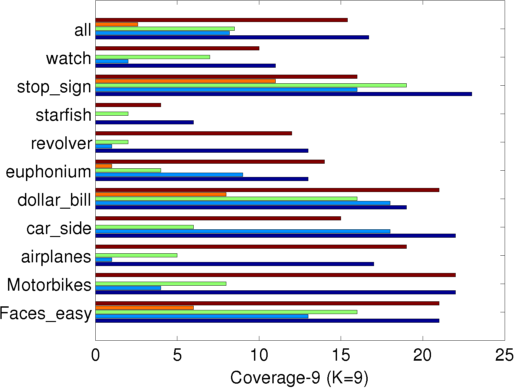 all
watch
stop_sign
starfish
revolver
euphonium
dollar_bill
car_side
airplanes
Motorbikes
Faces_easy
0 5 10 15 20 25
Coverage-9 (K=9)